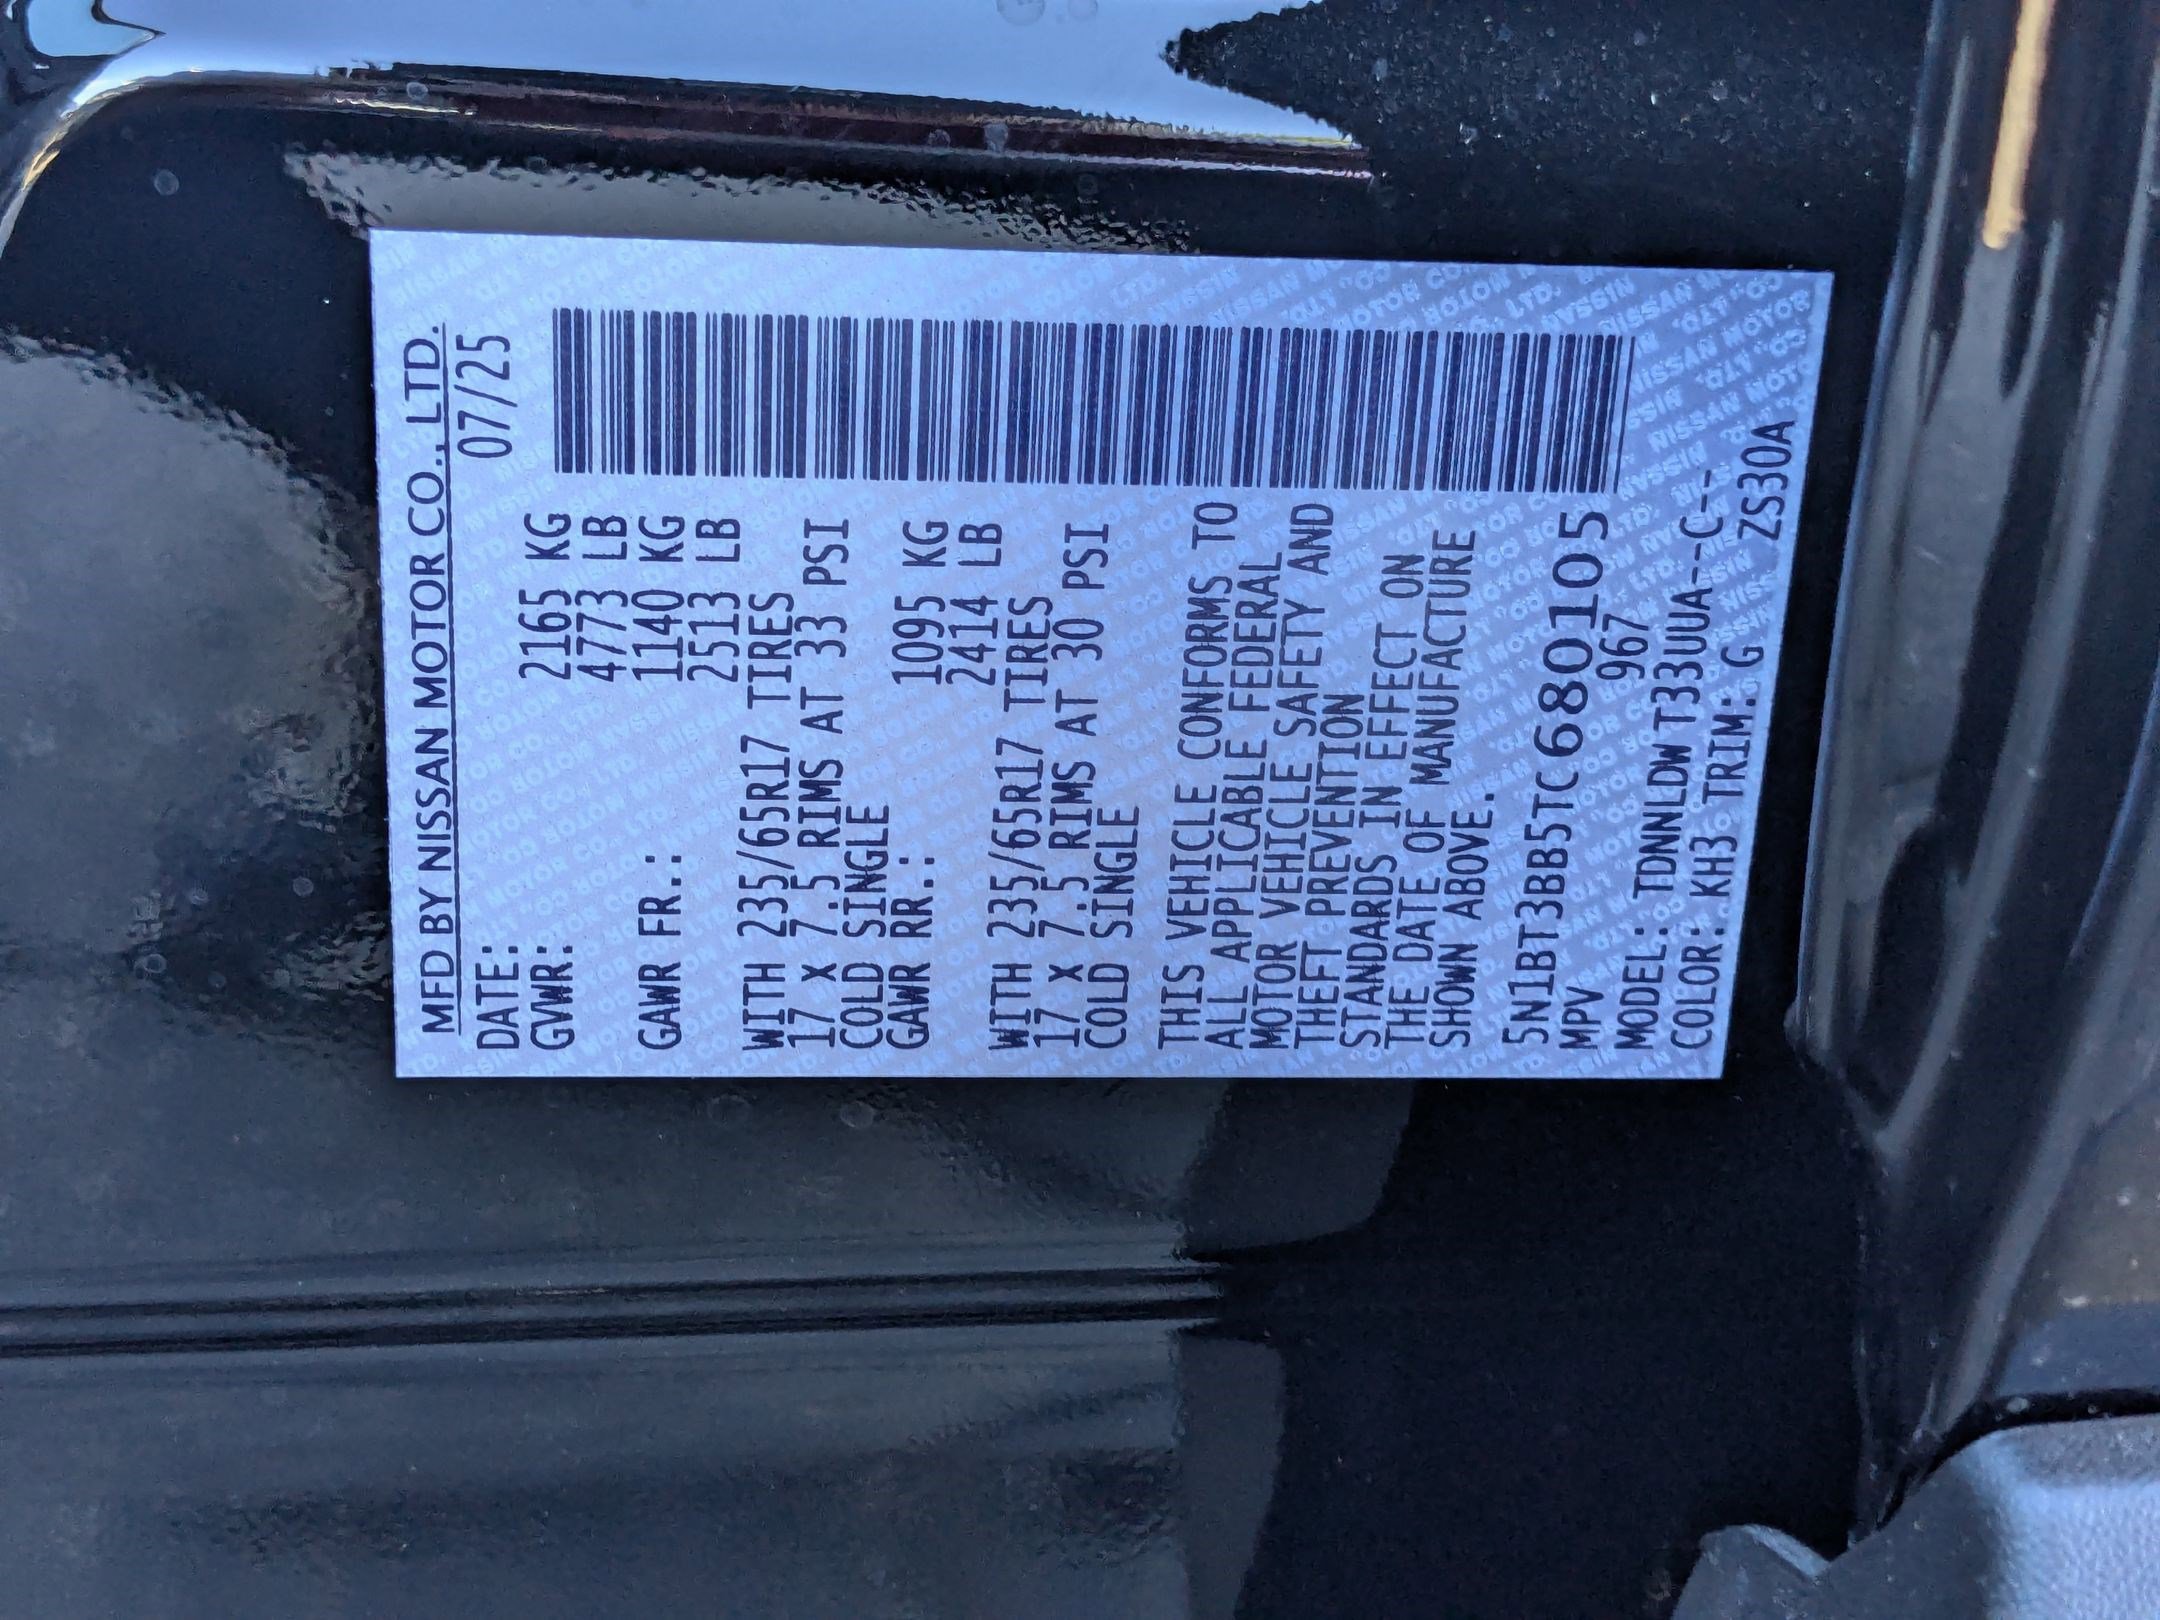 MFD BY NISSAN MOTOR CO., LTD.
DATE: 07/25
GVWR: 2165 KG
4773 LB
GAWR FR.: 1140 KG
2513 LB
WITH 235/65R17 TIRES
17 X 7.5 RIMS AT 33 PSI
COLD SINGLE
GAWR RR.: 1095 KG
2414 LB
WITH 235/65R17 TIRES
17 X 7.5 RIMS AT 30 PSI
COLD SINGLE
THIS VEHICLE CONFORMS TO
ALL APPLICABLE FEDERAL
MOTOR VEHICLE SAFETY AND
THEFT PREVENTION
STANDARDS IN EFFECT ON
THE DATE OF MANUFACTURE
SHOWN ABOVE.
5N1BT3BB5TC680105
MPV 967
MODEL: TDNNLDW T33UUA--C--
COLOR: KH3 TRIM: G ZS30A